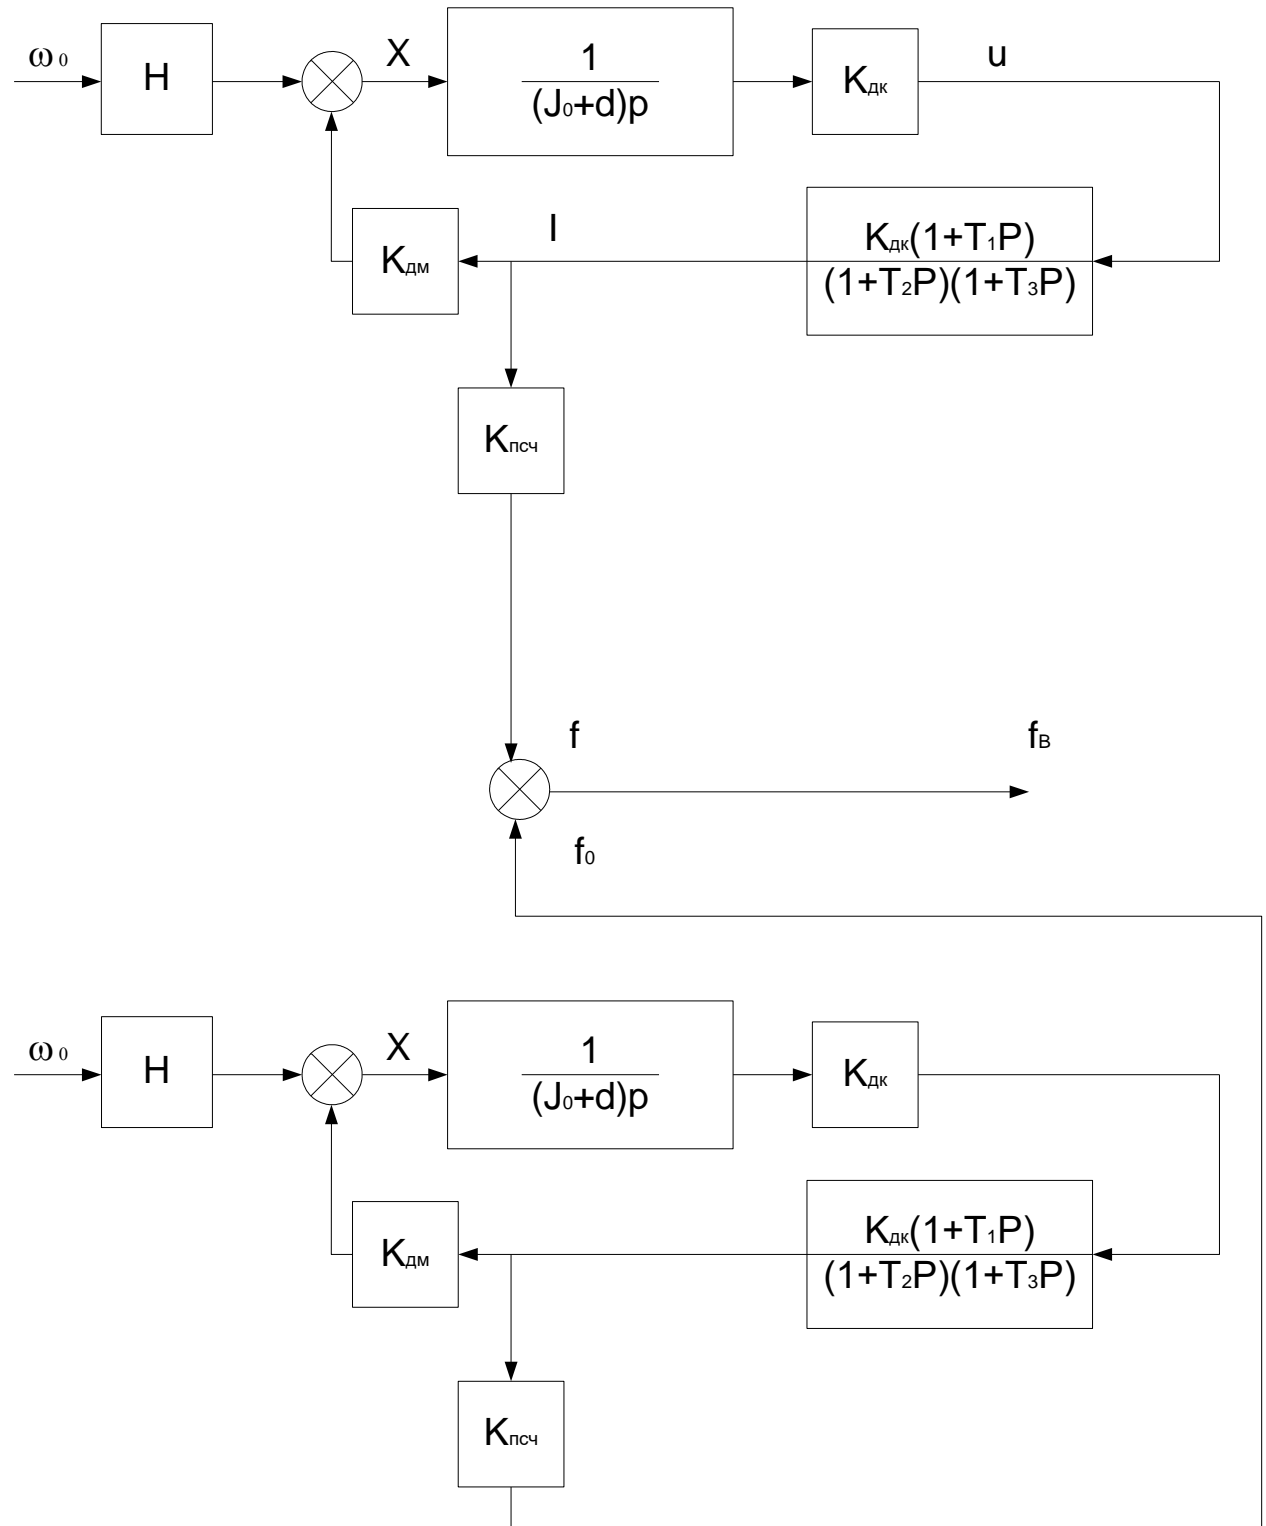 ω₀
H
X
1
(J₀+d)p
Kдк
u
Kдк(1+T₁P)
(1+T₂P)(1+T₃P)
I
Kдм
Kпсч
f
fВ
f₀
ω₀
H
X
1
(J₀+d)p
Kдк
Kдк(1+T₁P)
(1+T₂P)(1+T₃P)
Kдм
Kпсч